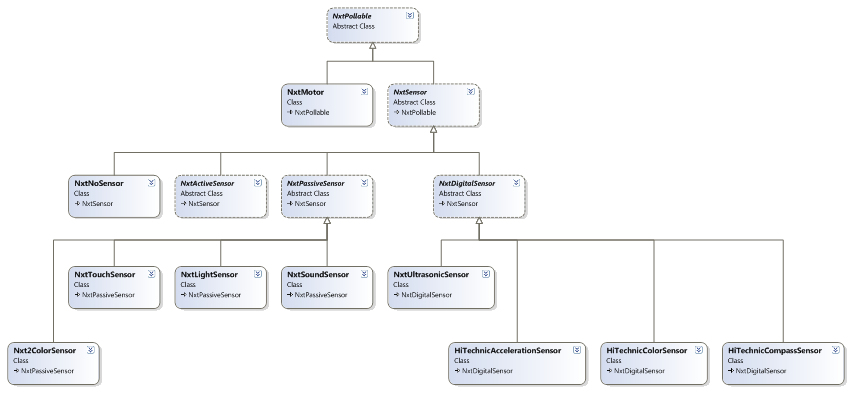 NxtPollable
Abstract Class
NxtMotor
Class
NxtPollable
NxtSensor
Abstract Class
NxtPollable
NxtNoSensor
Class
NxtSensor
NxtActiveSensor
Abstract Class
NxtSensor
NxtPassiveSensor
Abstract Class
NxtSensor
NxtDigitalSensor
Abstract Class
NxtSensor
NxtTouchSensor
Class
NxtPassiveSensor
NxtLightSensor
Class
NxtPassiveSensor
NxtSoundSensor
Class
NxtPassiveSensor
NxtUltrasonicSensor
Class
NxtDigitalSensor
Nxt2ColorSensor
Class
NxtPassiveSensor
HiTechnicAccelerationSensor
Class
NxtDigitalSensor
HiTechnicColorSensor
Class
NxtDigitalSensor
HiTechnicCompassSensor
Class
NxtDigitalSensor